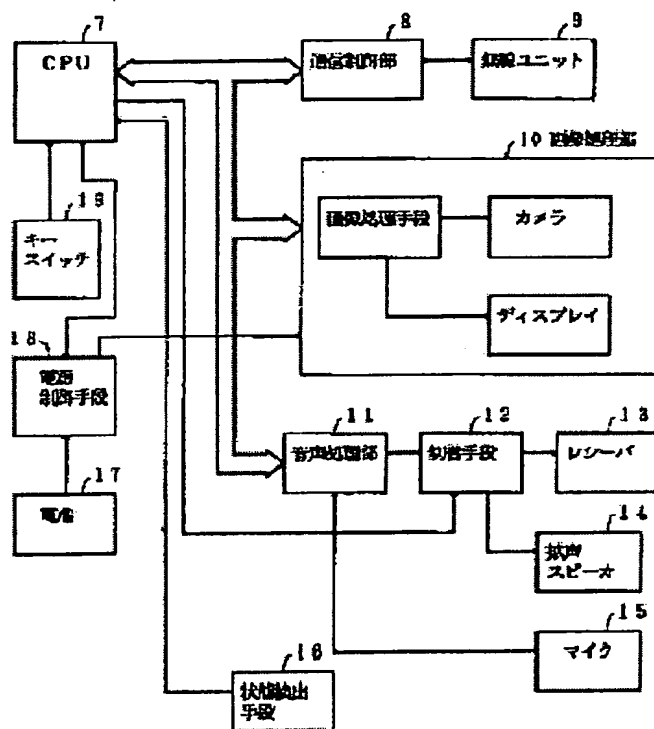 7
CPU
8
通信制御部
9
無線ユニット
10 画像処理部
画像処理手段
カメラ
ディスプレイ
19
キー
スイッチ
18
電源
制御手段
17
電池
11
音声処理部
12
切替手段
13
レシーバ
14
拡声
スピーカ
15
マイク
16
状態検出
手段